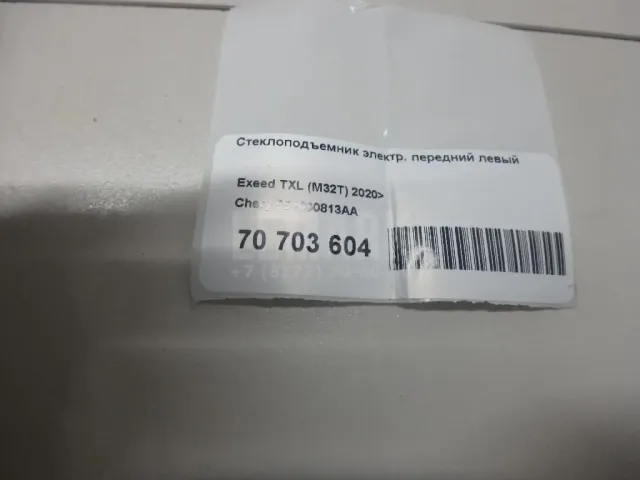 Стеклоподъемник электр. передний левый
Exeed TXL (M32T) 2020>
70 703 604